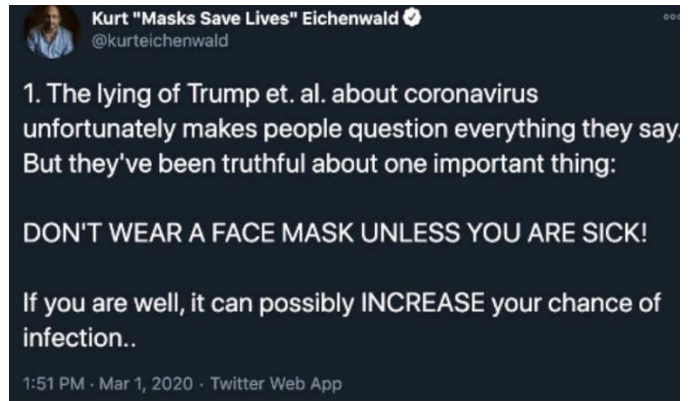 Kurt "Masks Save Lives" Eichenwald
@kurteichenwald
1. The lying of Trump et. al. about coronavirus
unfortunately makes people question everything they say.
But they've been truthful about one important thing:
DON'T WEAR A FACE MASK UNLESS YOU ARE SICK!
If you are well, it can possibly INCREASE your chance of
infection..
1:51 PM · Mar 1, 2020 · Twitter Web App